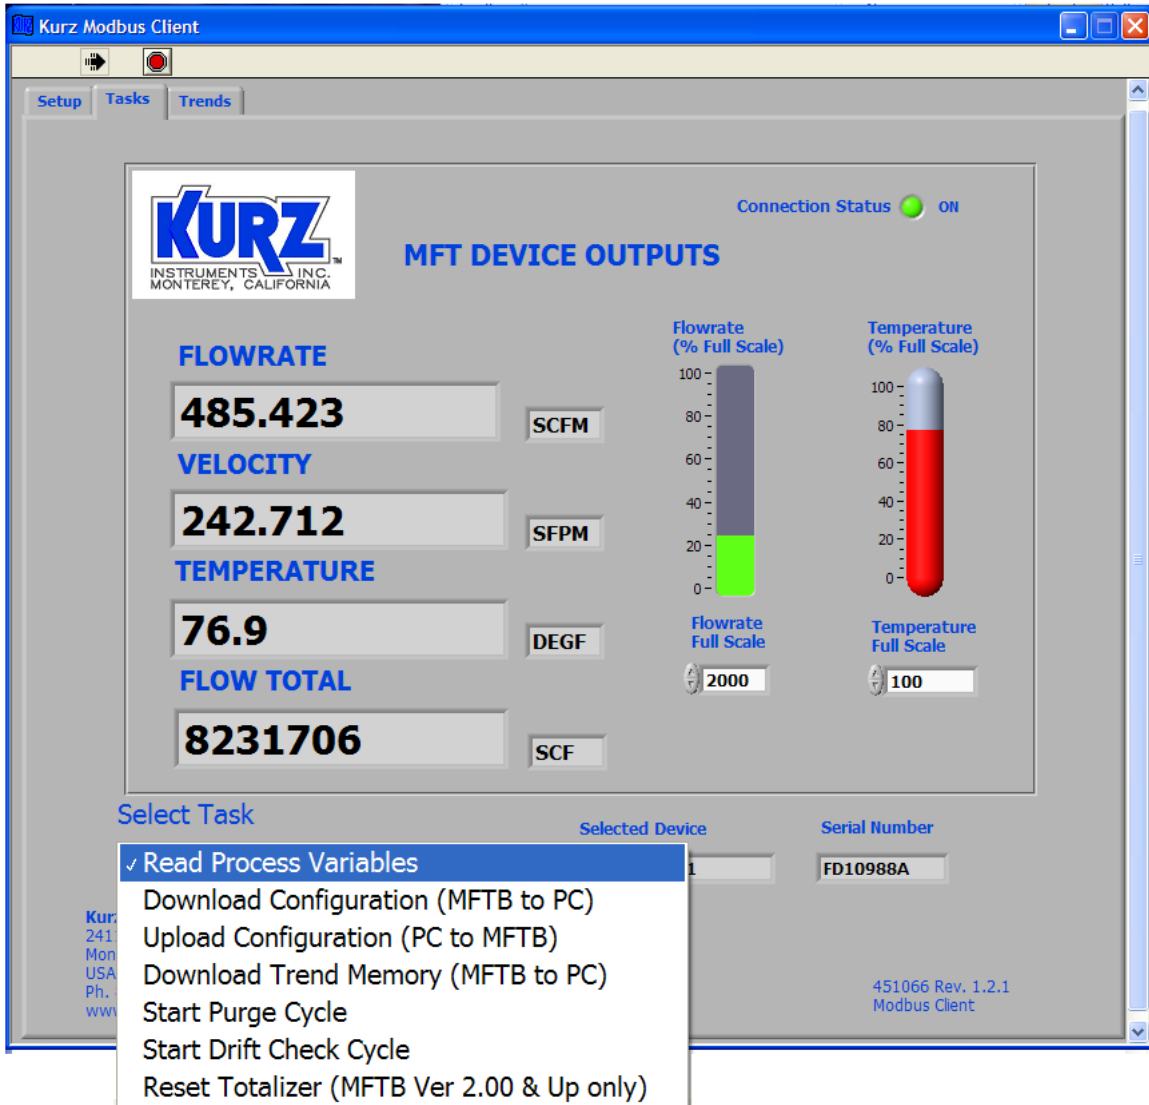 Kurz Modbus Client
Setup
Tasks
Trends
KURZ
™
INSTRUMENTS INC.
MONTEREY, CALIFORNIA
MFT DEVICE OUTPUTS
Connection Status ON
FLOWRATE
485.423 SCFM
VELOCITY
242.712 SFPM
TEMPERATURE
76.9 DEGF
FLOW TOTAL
8231706 SCF
Flowrate
(% Full Scale)
100
80
60
40
20
0
Flowrate
Full Scale
2000
Temperature
(% Full Scale)
100
80
60
40
20
0
Temperature
Full Scale
100
Select Task
Read Process Variables
Download Configuration (MFTB to PC)
Upload Configuration (PC to MFTB)
Download Trend Memory (MFTB to PC)
Start Purge Cycle
Start Drift Check Cycle
Reset Totalizer (MFTB Ver 2.00 & Up only)
Selected Device
1
Serial Number
FD10988A
USA
Ph.
451066 Rev. 1.2.1
Modbus Client